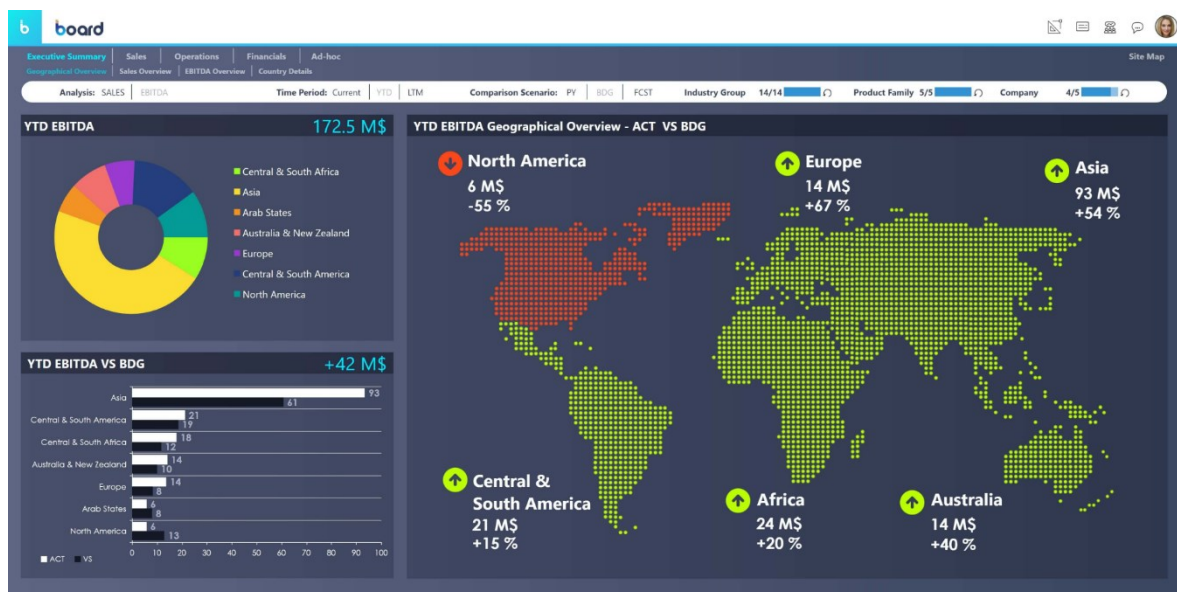 b board
Executive Summary Sales Operations Financials Ad-hoc Site Map
Geographical Overview Sales Overview EBITDA Overview Country Details
Analysis: SALES EBITDA Time Period: Current YTD LTM Comparison Scenario: PY BDG FCST Industry Group 14/14 Product Family 5/5 Company 4/5
YTD EBITDA 172.5 M$
Central & South Africa
Asia
Arab States
Australia & New Zealand
Europe
Central & South America
North America
YTD EBITDA VS BDG +42 M$
Asia 93
61
Central & South America 21
19
Central & South Africa 18
12
Australia & New Zealand 14
10
Europe 14
8
Arab States 6
8
North America 6
13
0 10 20 30 40 50 60 70 80 90 100
ACT VS
YTD EBITDA Geographical Overview - ACT VS BDG
North America
6 M$
-55 %
Europe
14 M$
+67 %
Asia
93 M$
+54 %
Central &
South America
21 M$
+15 %
Africa
24 M$
+20 %
Australia
14 M$
+40 %